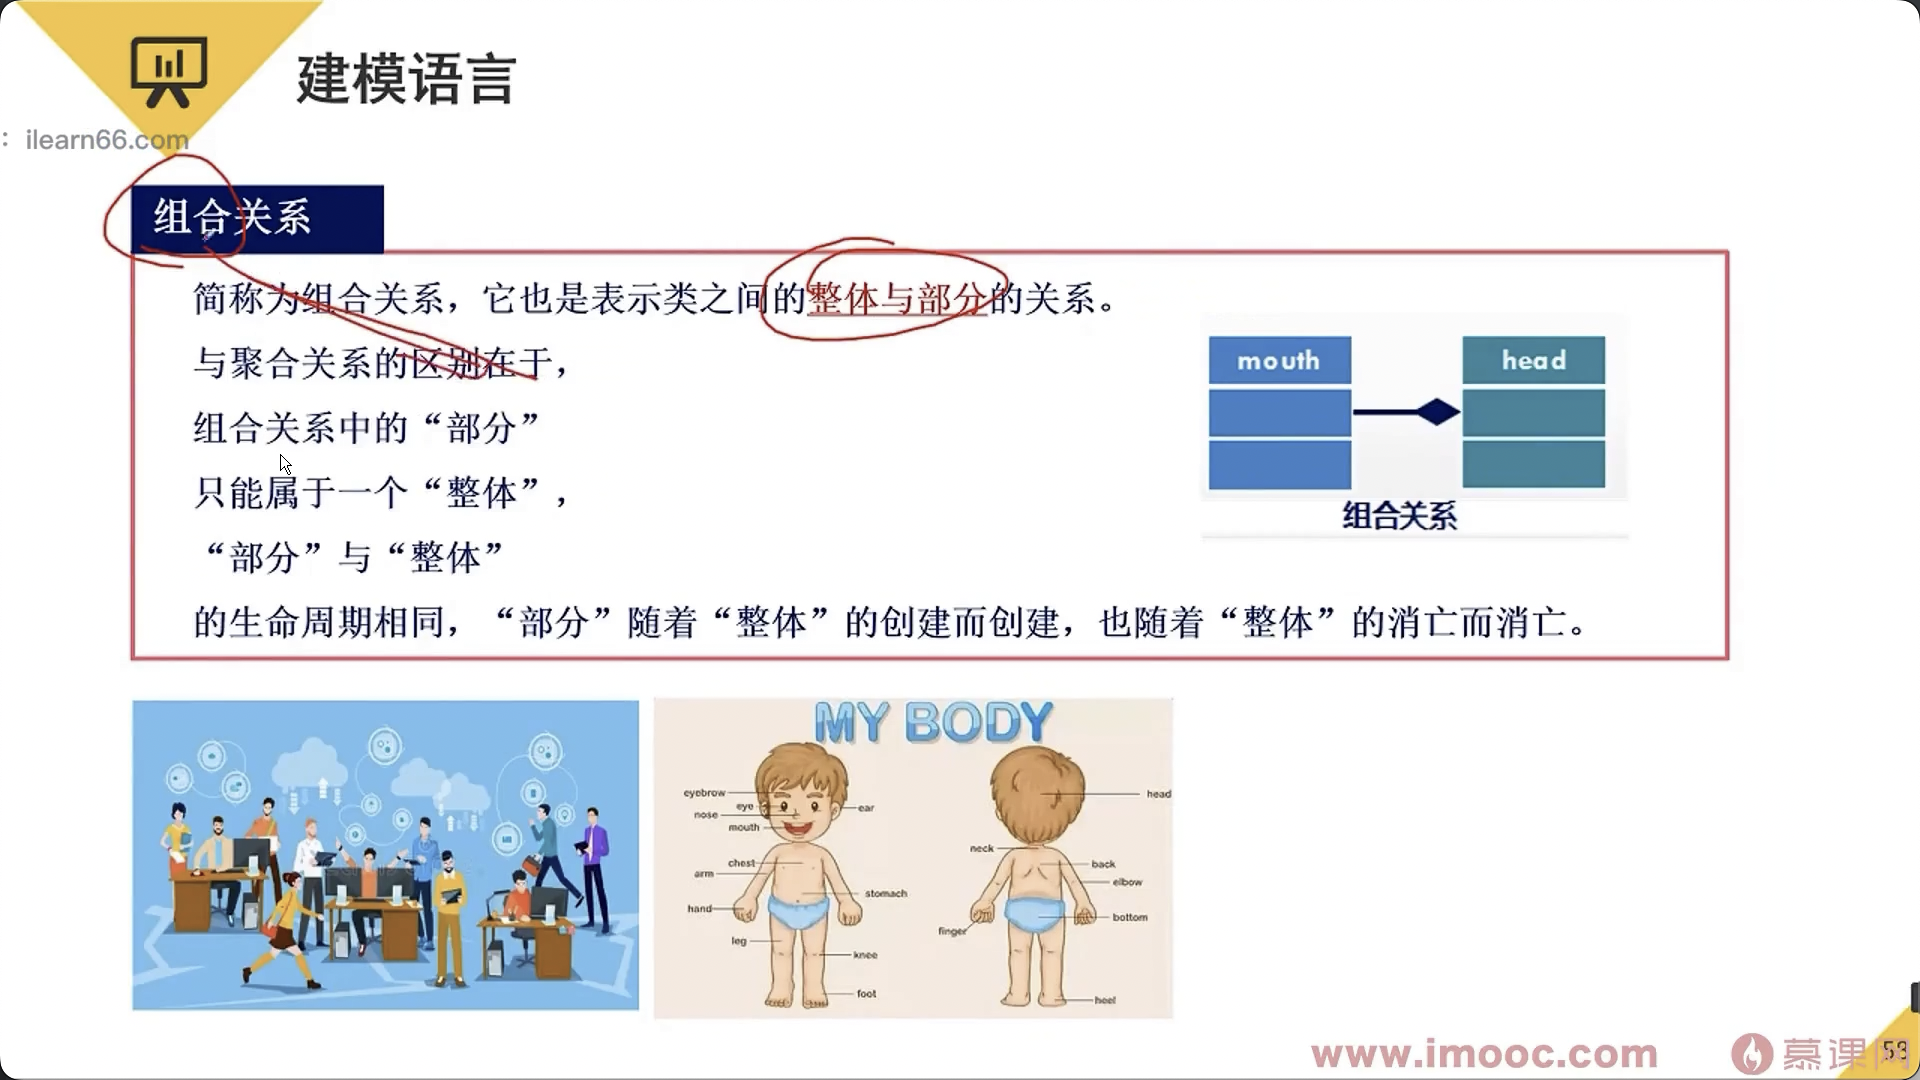 建模语言
: ilearn66.com
组合关系
简称为组合关系，它也是表示类之间的整体与部分的关系。
与聚合关系的区别在于，
组合关系中的“部分”
只能属于一个“整体”，
“部分”与“整体”
的生命周期相同，“部分”随着“整体”的创建而创建，也随着“整体”的消亡而消亡。
mouth
head
组合关系
MY BODY
eyebrow
eye
ear
nose
mouth
chest
arm
stomach
hand
leg
knee
foot
head
neck
back
elbow
bottom
finger
heel
www.imooc.com
慕课网
53